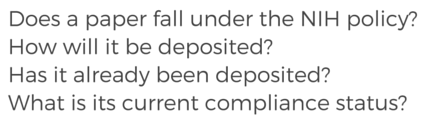 Does a paper fall under the NIH policy?
How will it be deposited?
Has it already been deposited?
What is its current compliance status?